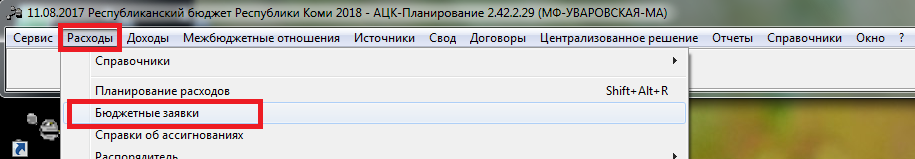 11.08.2017 Республиканский бюджет Республики Коми 2018 - АЦК-Планирование 2.42.2.29 (МФ-УВАРОВСКАЯ-МА)
Сервис Расходы Доходы Межбюджетные отношения Источники Свод Договоры Централизованное решение Отчеты Справочники Окно ?
Справочники
Планирование расходов Shift+Alt+R
Бюджетные заявки
Справки об ассигнованиях
Распорядитель